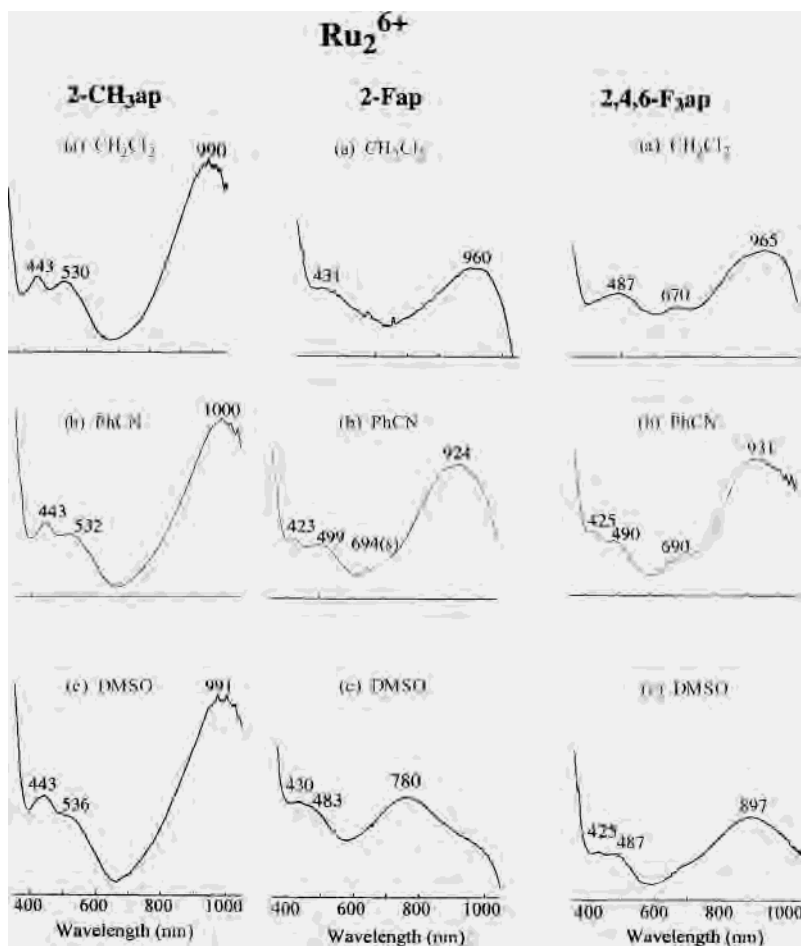 Ru₂⁶⁺
2-CH₃ap 2-Fap 2,4,6-F₃ap
CH₂Cl₂ (a) CH₂Cl₂ (a) CH₂Cl₂
990
443 530
431 960
487 670 965
(b) PhCN (b) PhCN (b) PhCN
1000
443 532
423 499 694(s) 924
425 490 690 931
(c) DMSO (c) DMSO (c) DMSO
991
443 536
430 483 780
425 487 897
400 600 800 1000 400 600 800 1000 400 600 800 1000
Wavelength (nm) Wavelength (nm) Wavelength (nm)